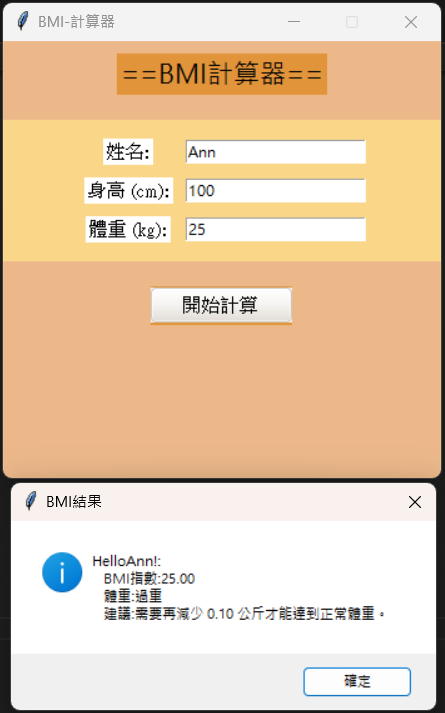 BMI-計算器
==BMI計算器==
姓名:
Ann
身高 (cm):
100
體重 (kg):
25
開始計算
BMI結果
HelloAnn!:
BMI指數:25.00
體重:過重
建議:需要再減少 0.10 公斤才能達到正常體重。
確定